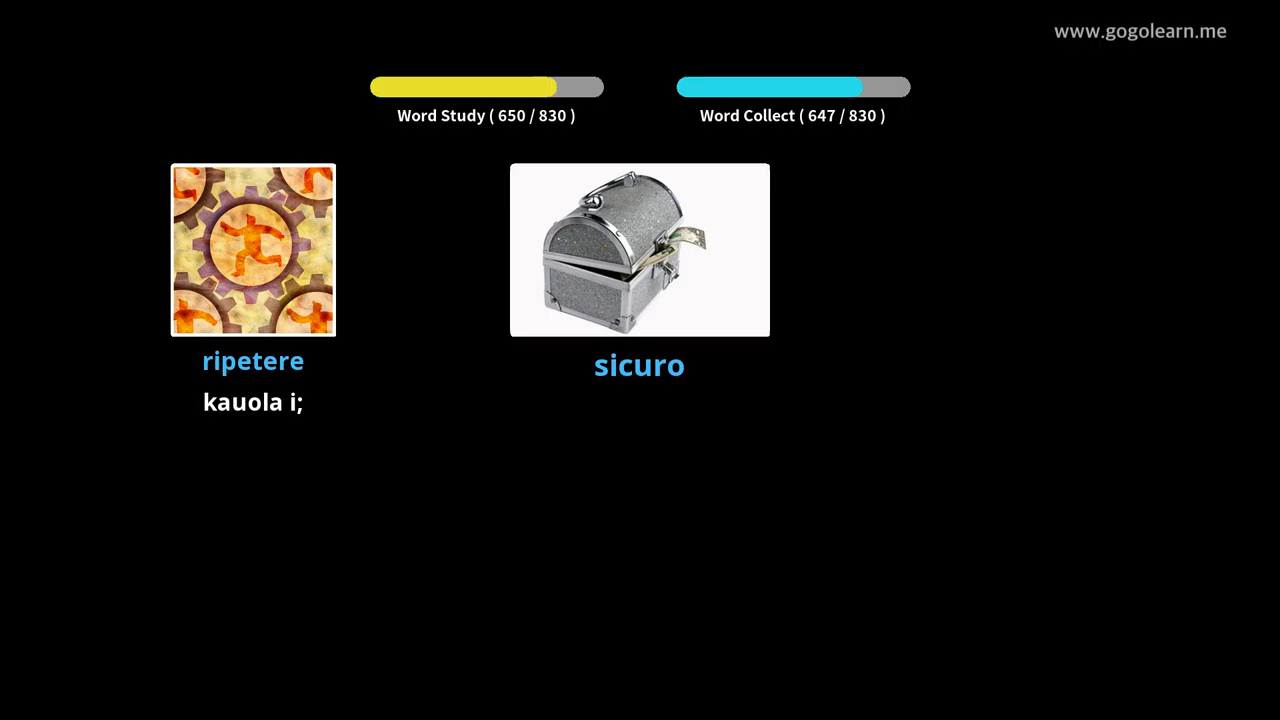 www.gogolearn.me
Word Study ( 650 / 830 )
Word Collect ( 647 / 830 )
ripetere
kauola i;
sicuro